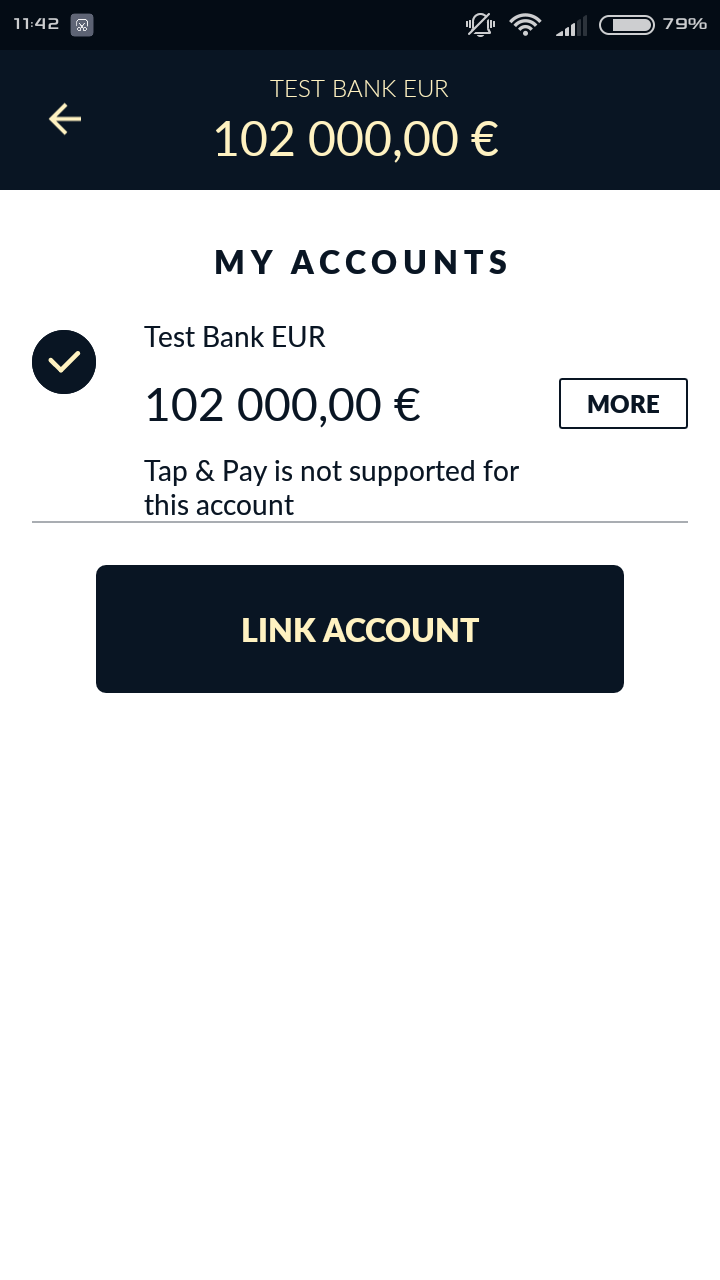 11:42
79%
TEST BANK EUR
102 000,00 €
MY ACCOUNTS
Test Bank EUR
102 000,00 €
MORE
Tap & Pay is not supported for
this account
LINK ACCOUNT